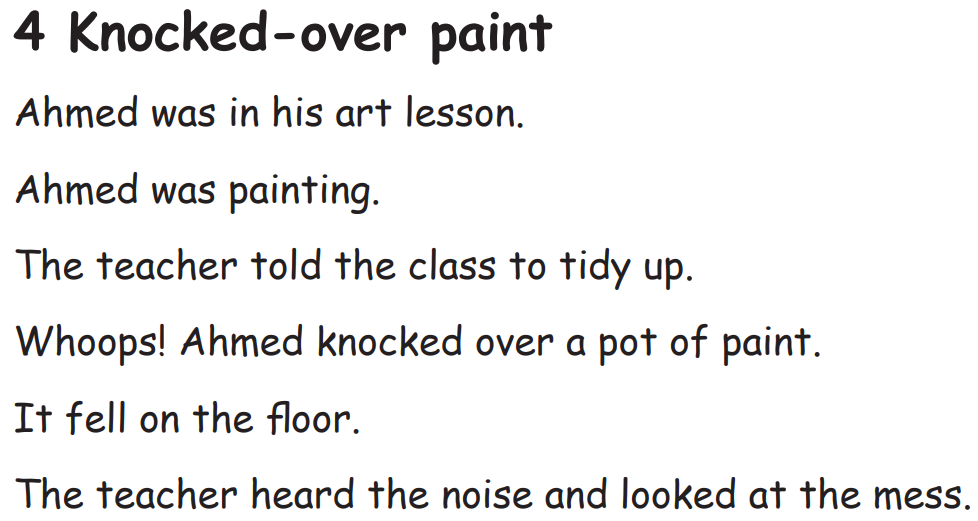 4 Knocked-over paint
Ahmed was in his art lesson.
Ahmed was painting.
The teacher told the class to tidy up.
Whoops! Ahmed knocked over a pot of paint.
It fell on the floor.
The teacher heard the noise and looked at the mess.